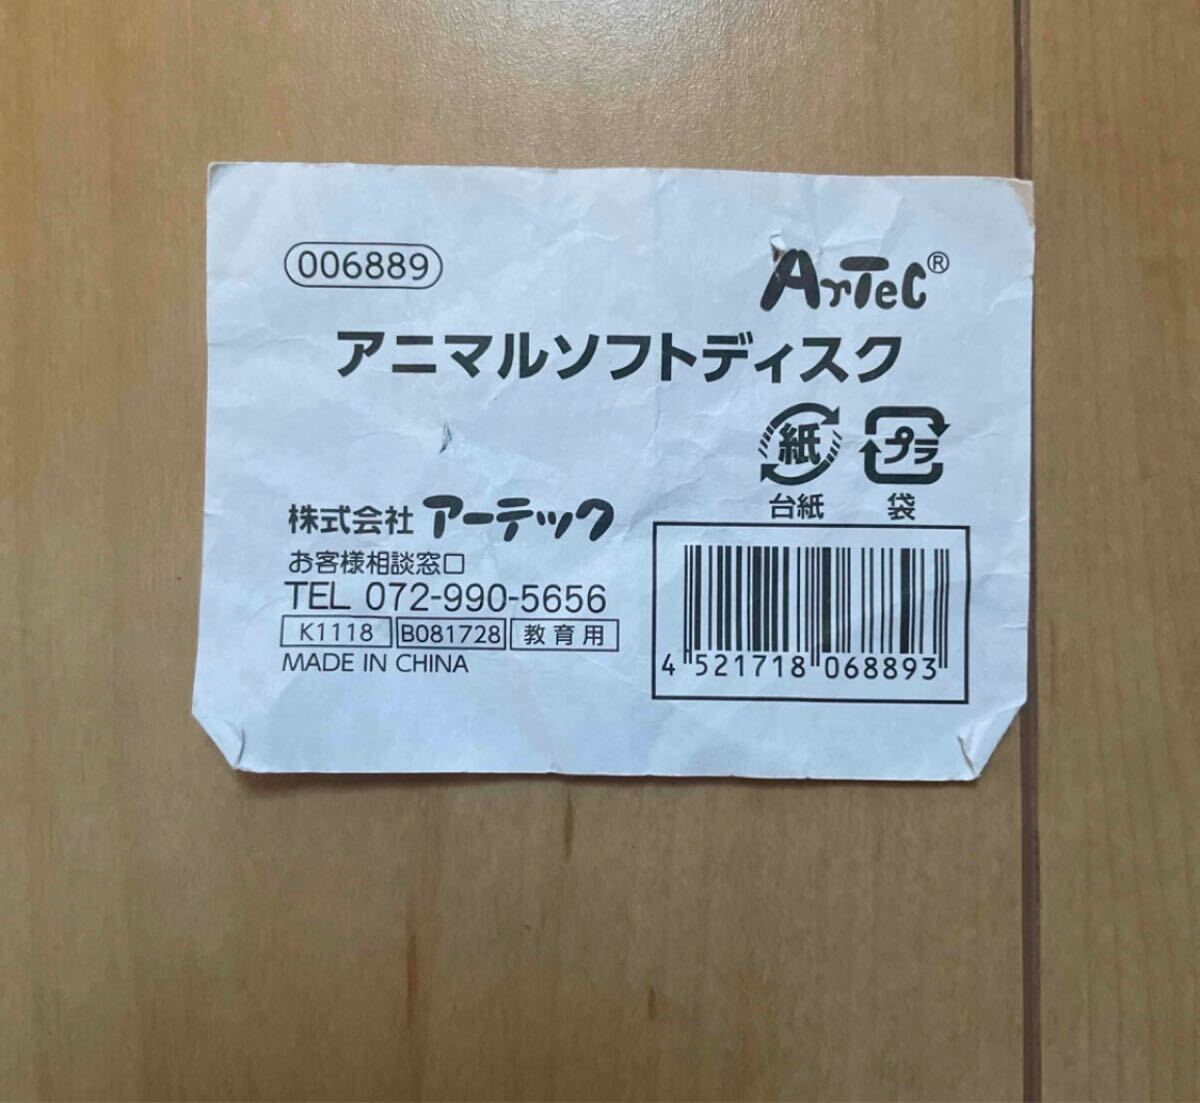 006889
ArTeC®
アニマルソフトディスク
紙 プラ
台紙 袋
株式会社 アーテック
お客様相談窓口
TEL 072-990-5656
K1118 B081728 教育用
MADE IN CHINA
4 521718 068893